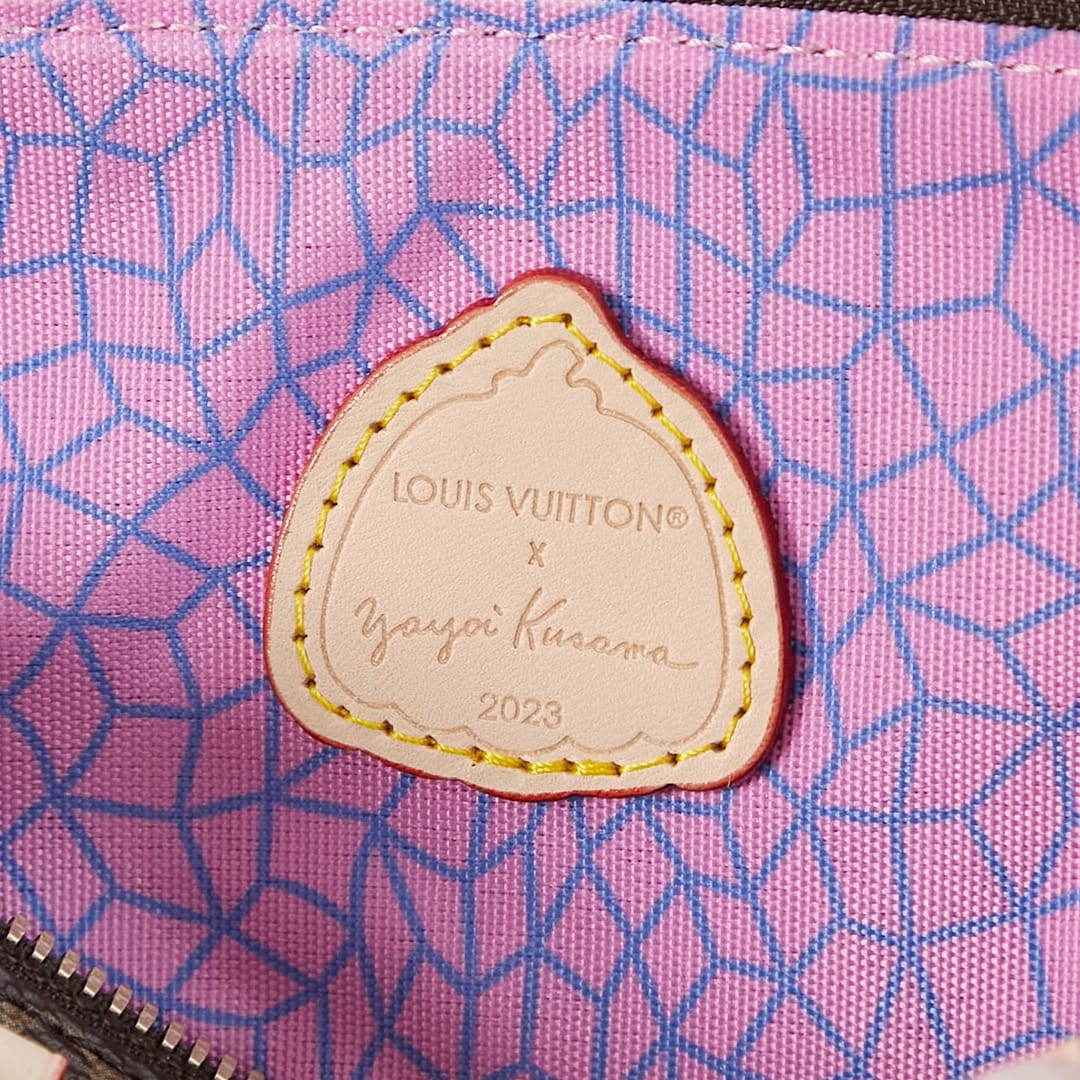 LOUIS VUITTON®
x
Yayoi Kusama
2023